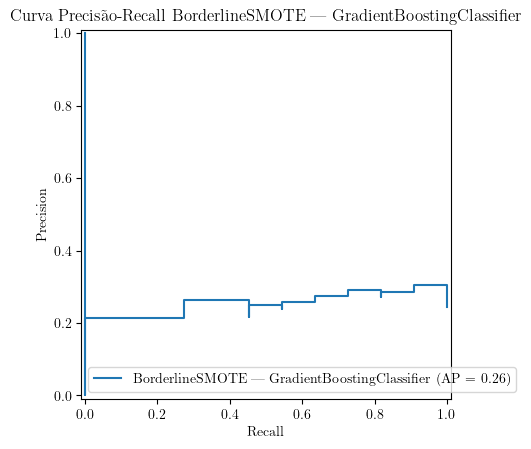 Curva Precisão-Recall BorderlineSMOTE — GradientBoostingClassifier
1.0
0.8
0.6
0.4
0.2
0.0
Precision
BorderlineSMOTE — GradientBoostingClassifier (AP = 0.26)
0.0 0.2 0.4 0.6 0.8 1.0
Recall